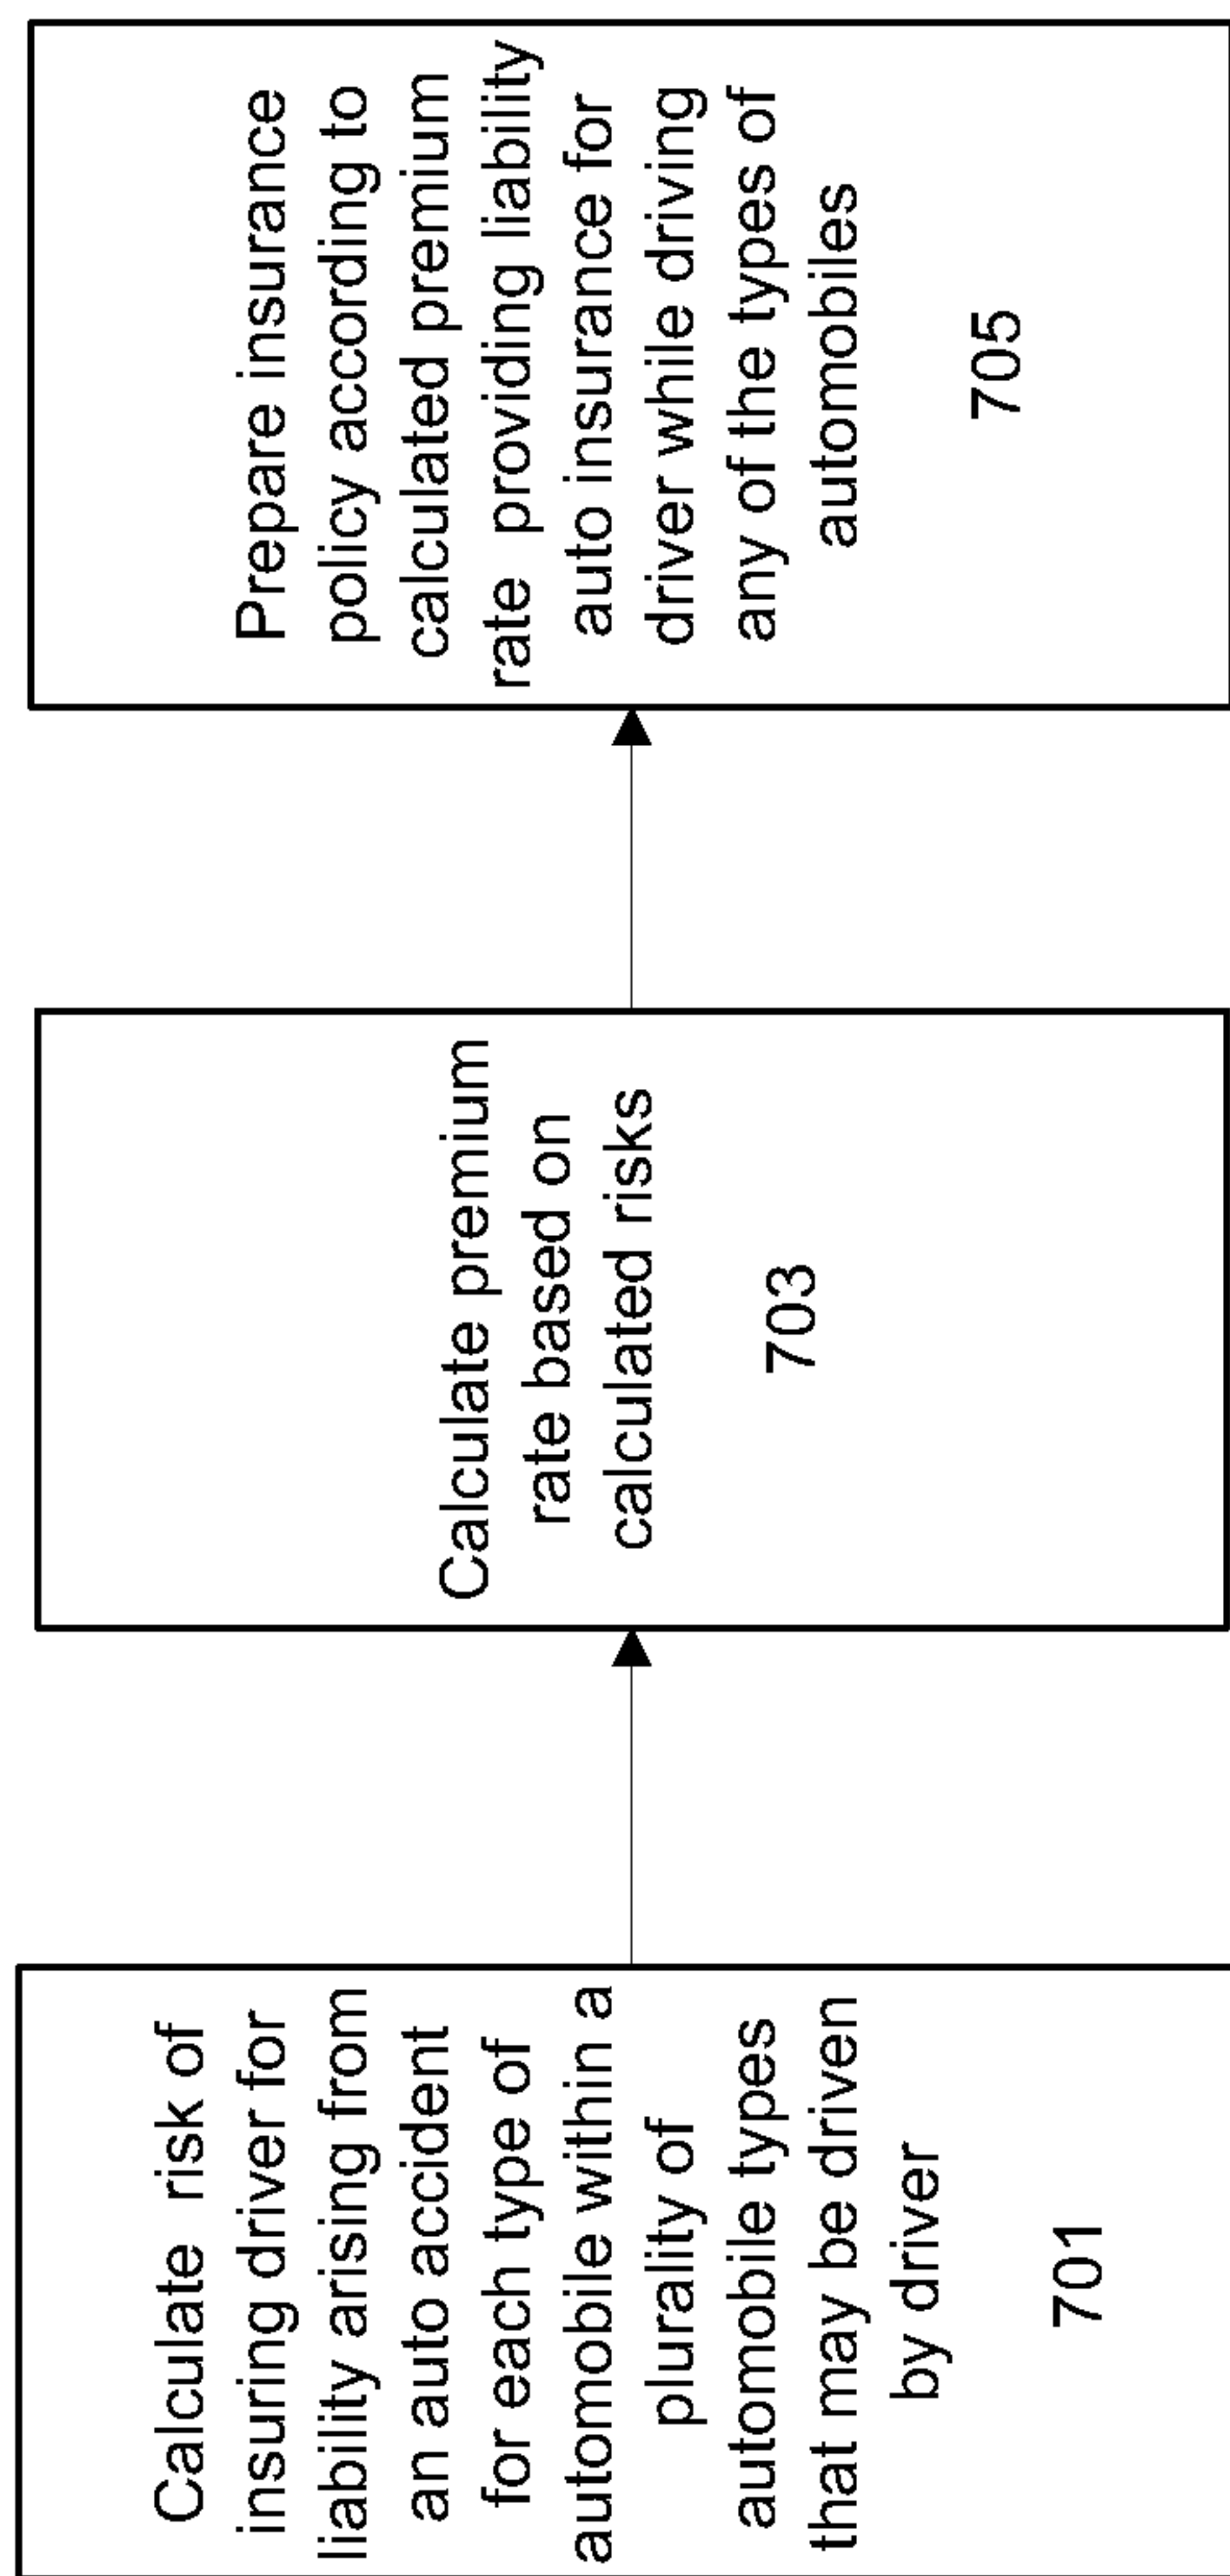 Calculate risk of
insuring driver for
liability arising from
an auto accident
for each type of
automobile within a
plurality of
automobile types
that may be driven
by driver
701
Calculate premium
rate based on
calculated risks
703
Prepare insurance
policy according to
calculated premium
rate providing liability
auto insurance for
driver while driving
any of the types of
automobiles
705